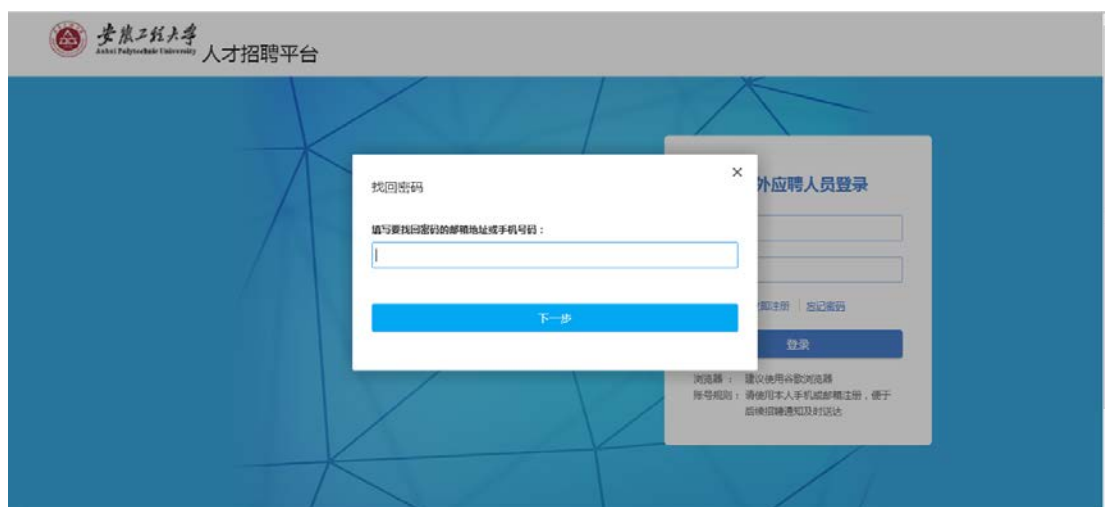 安徽工程大学
Anhui Polytechnic University
人才招聘平台
找回密码
填写要找回密码的邮箱地址或手机号码：
下一步
外应聘人员登录
即注册
忘记密码
登录
浏览器 ： 建议使用谷歌浏览器
账号规则： 请使用本人手机或邮箱注册，便于
后续招聘通知及时送达